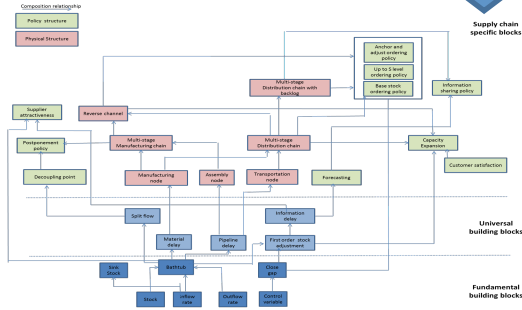 Composition relationship
Policy structure
Physical Structure
Supply chain
specific blocks
Anchor and
adjust ordering
policy
Up to S level
ordering policy
Base stock
ordering policy
Multi-stage
Distribution chain with
backlog
Information
sharing policy
Supplier
attractiveness
Reverse channel
Postponement
policy
Multi-stage
Manufacturing chain
Multi-stage
Distribution chain
Capacity
Expansion
Customer satisfaction
Decoupling point
Manufacturing
node
Assembly
node
Transportation
node
Forecasting
Split flow
Information
delay
Universal
building blocks
Material
delay
Pipeline
delay
First order stock
adjustment
Sink
Stock
Bathtub
Close
gap
Fundamental
building blocks
Stock
Inflow
rate
Outflow
rate
Control
variable